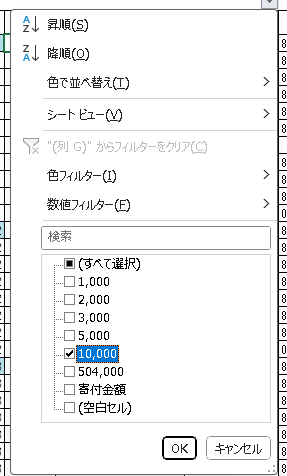 昇順(S)
降順(O)
色で並べ替え(T)
シート ビュー(V)
"(列 G)" からフィルターをクリア(C)
色フィルター(I)
数値フィルター(F)
検索
(すべて選択)
1,000
2,000
3,000
5,000
10,000
504,000
寄付金額
(空白セル)
OK
キャンセル